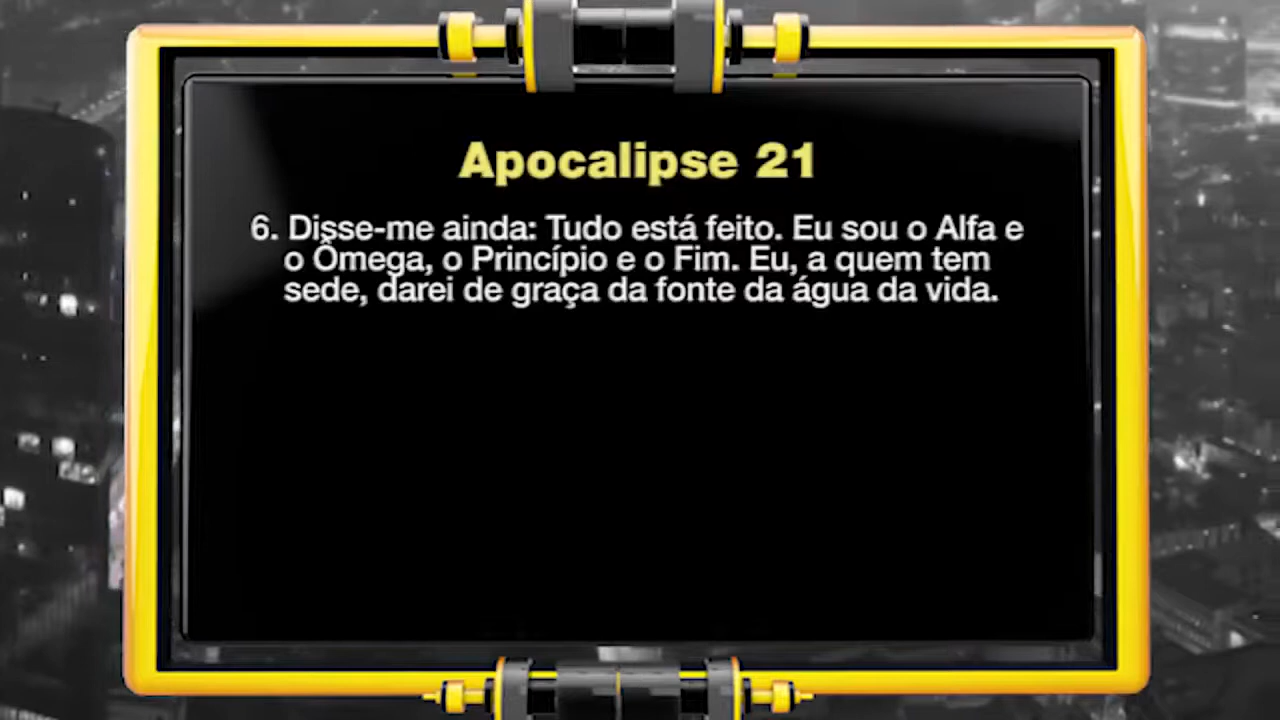 Apocalipse 21
6. Disse-me ainda: Tudo está feito. Eu sou o Alfa e
o Ômega, o Princípio e o Fim. Eu, a quem tem
sede, darei de graça da fonte da água da vida.